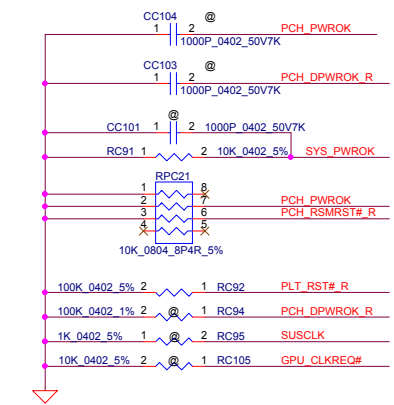 CC104 @
1 2 PCH_PWROK
1000P_0402_50V7K
CC103 @
1 2 PCH_DPWROK_R
1000P_0402_50V7K
@
CC101 1 2 1000P_0402_50V7K
RC91 1 2 10K_0402_5% SYS_PWROK
RPC21
1 8
2 7 PCH_PWROK
3 6 PCH_RSMRST#_R
4 5
10K_0804_8P4R_5%
100K_0402_5% 2 1 RC92 PLT_RST#_R
100K_0402_1% 2 @ 1 RC94 PCH_DPWROK_R
1K_0402_5% 1 @ 2 RC95 SUSCLK
10K_0402_5% 2 @ 1 RC105 GPU_CLKREQ#